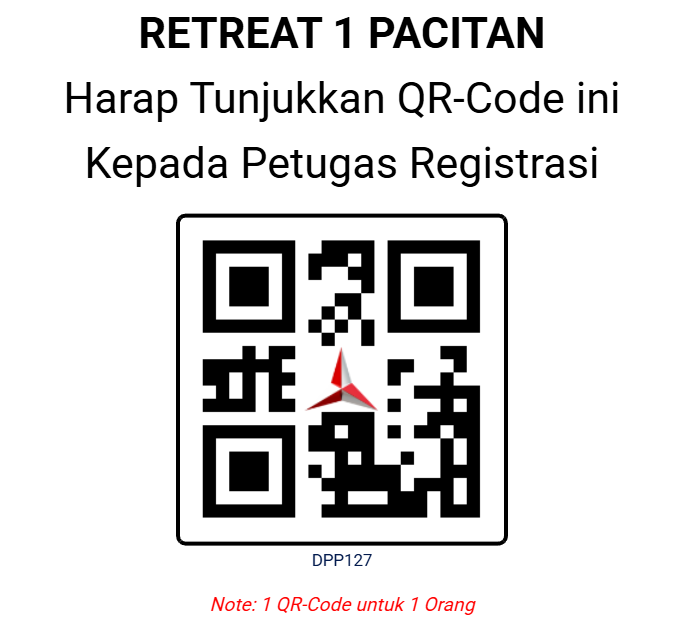 RETREAT 1 PACITAN
Harap Tunjukkan QR-Code ini
Kepada Petugas Registrasi
DPP127
Note: 1 QR-Code untuk 1 Orang